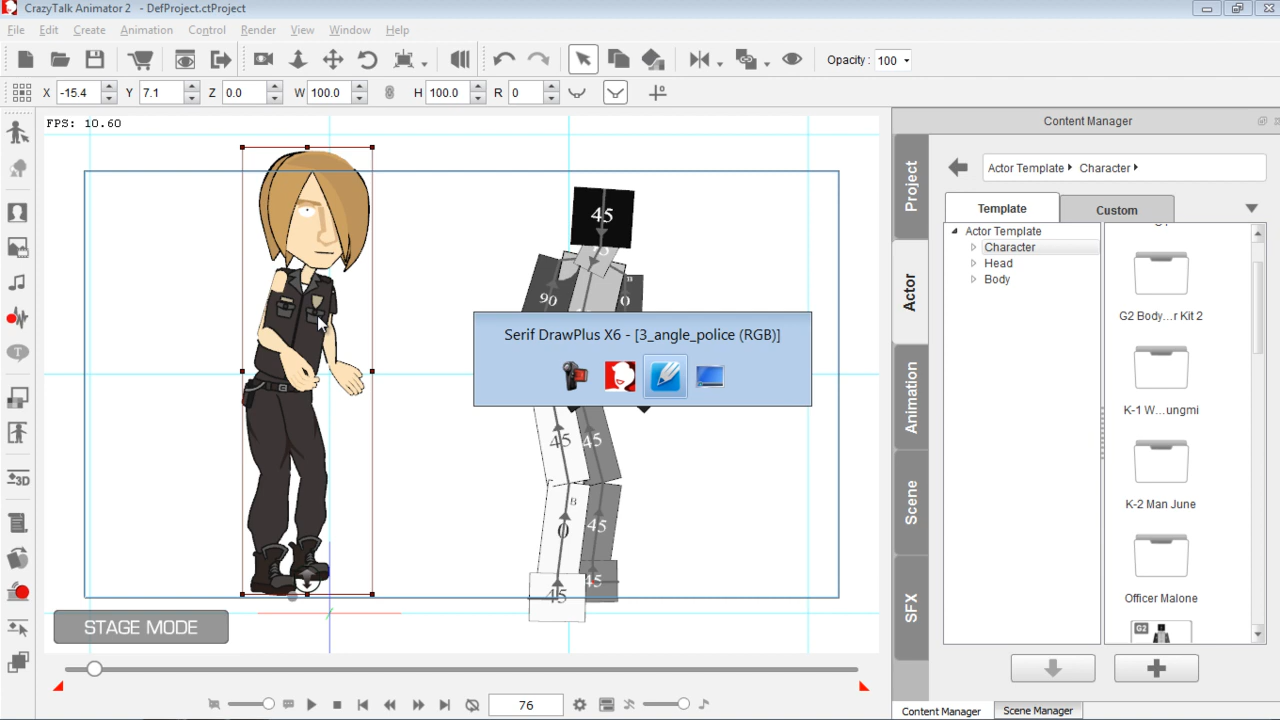 CrazyTalk Animator 2 - DefProject.ctProject
File Edit Create Animation Control Render View Window Help
Opacity : 100
X -15.4 Y 7.1 Z 0.0 W 100.0 H 100.0 R 0
FPS: 10.60
Content Manager
Project
Actor
Animation
Scene
SFX
Actor Template Character
Template Custom
Actor Template
Character
Head
Body
G2 Body...r Kit 2
K-1 W...ungmi
K-2 Man June
Officer Malone
G2
45
90
0
B
Serif DrawPlus X6 - [3_angle_police (RGB)]
45 45
B
0 45
45
45
3D
STAGE MODE
76
Content Manager Scene Manager